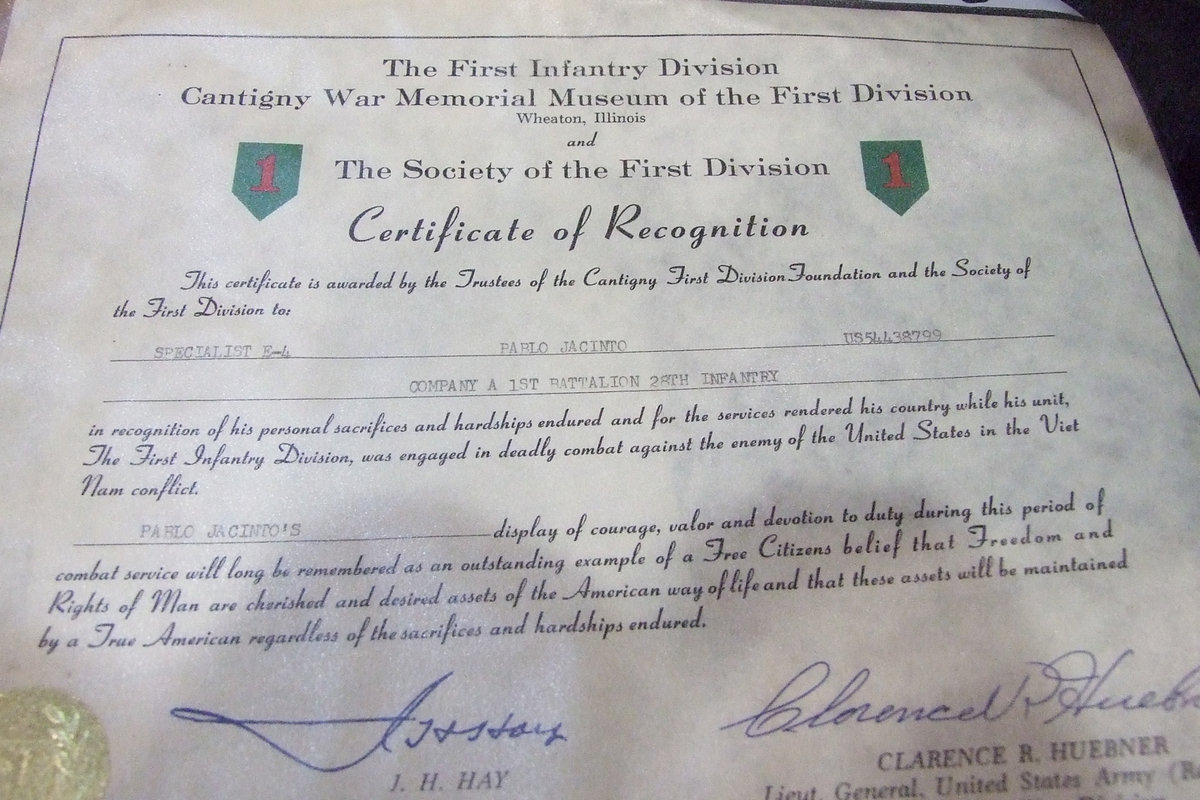 The First Infantry Division
Cantigny War Memorial Museum of the First Division
Wheaton, Illinois
and
1 The Society of the First Division 1
Certificate of Recognition
This certificate is awarded by the Trustees of the Cantigny First Division Foundation and the Society of
the First Division to:
SPECIALIST E-4 PABLO JACINTO US54438799
COMPANY A 1ST BATTALION 28TH INFANTRY
in recognition of his personal sacrifices and hardships endured and for the services rendered his country while his unit,
The First Infantry Division, was engaged in deadly combat against the enemy of the United States in the Viet
Nam conflict.
PABLO JACINTO'S display of courage, valor and devotion to duty during this period of
combat service will long be remembered as an outstanding example of a Free Citizens belief that Freedom and
Rights of Man are cherished and desired assets of the American way of life and that these assets will be maintained
by a True American regardless of the sacrifices and hardships endured.
Clarence R. Huebn
J. H. HAY CLARENCE R. HUEBNER
Lieut. General, United States Army